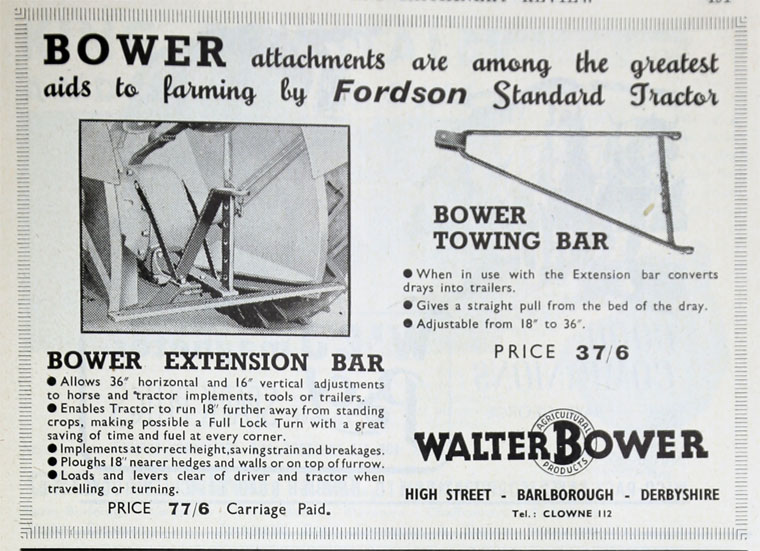 REVIEW
BOWER attachments are among the greatest
aids to farming by Fordson Standard Tractor
BOWER
TOWING BAR
● When in use with the Extension bar converts
drays into trailers.
● Gives a straight pull from the bed of the dray.
● Adjustable from 18" to 36".
PRICE 37/6
BOWER EXTENSION BAR
● Allows 36" horizontal and 16" vertical adjustments
to horse and tractor implements, tools or trailers.
● Enables Tractor to run 18" further away from standing
crops, making possible a Full Lock Turn with a great
saving of time and fuel at every corner.
● Implements at correct height, saving strain and breakages.
● Ploughs 18" nearer hedges and walls or on top of furrow.
● Loads and levers clear of driver and tractor when
travelling or turning.
PRICE 77/6 Carriage Paid.
AGRICULTURAL
WALTER BOWER
PRODUCTS
HIGH STREET - BARLBOROUGH - DERBYSHIRE
Tel.: CLOWNE 112